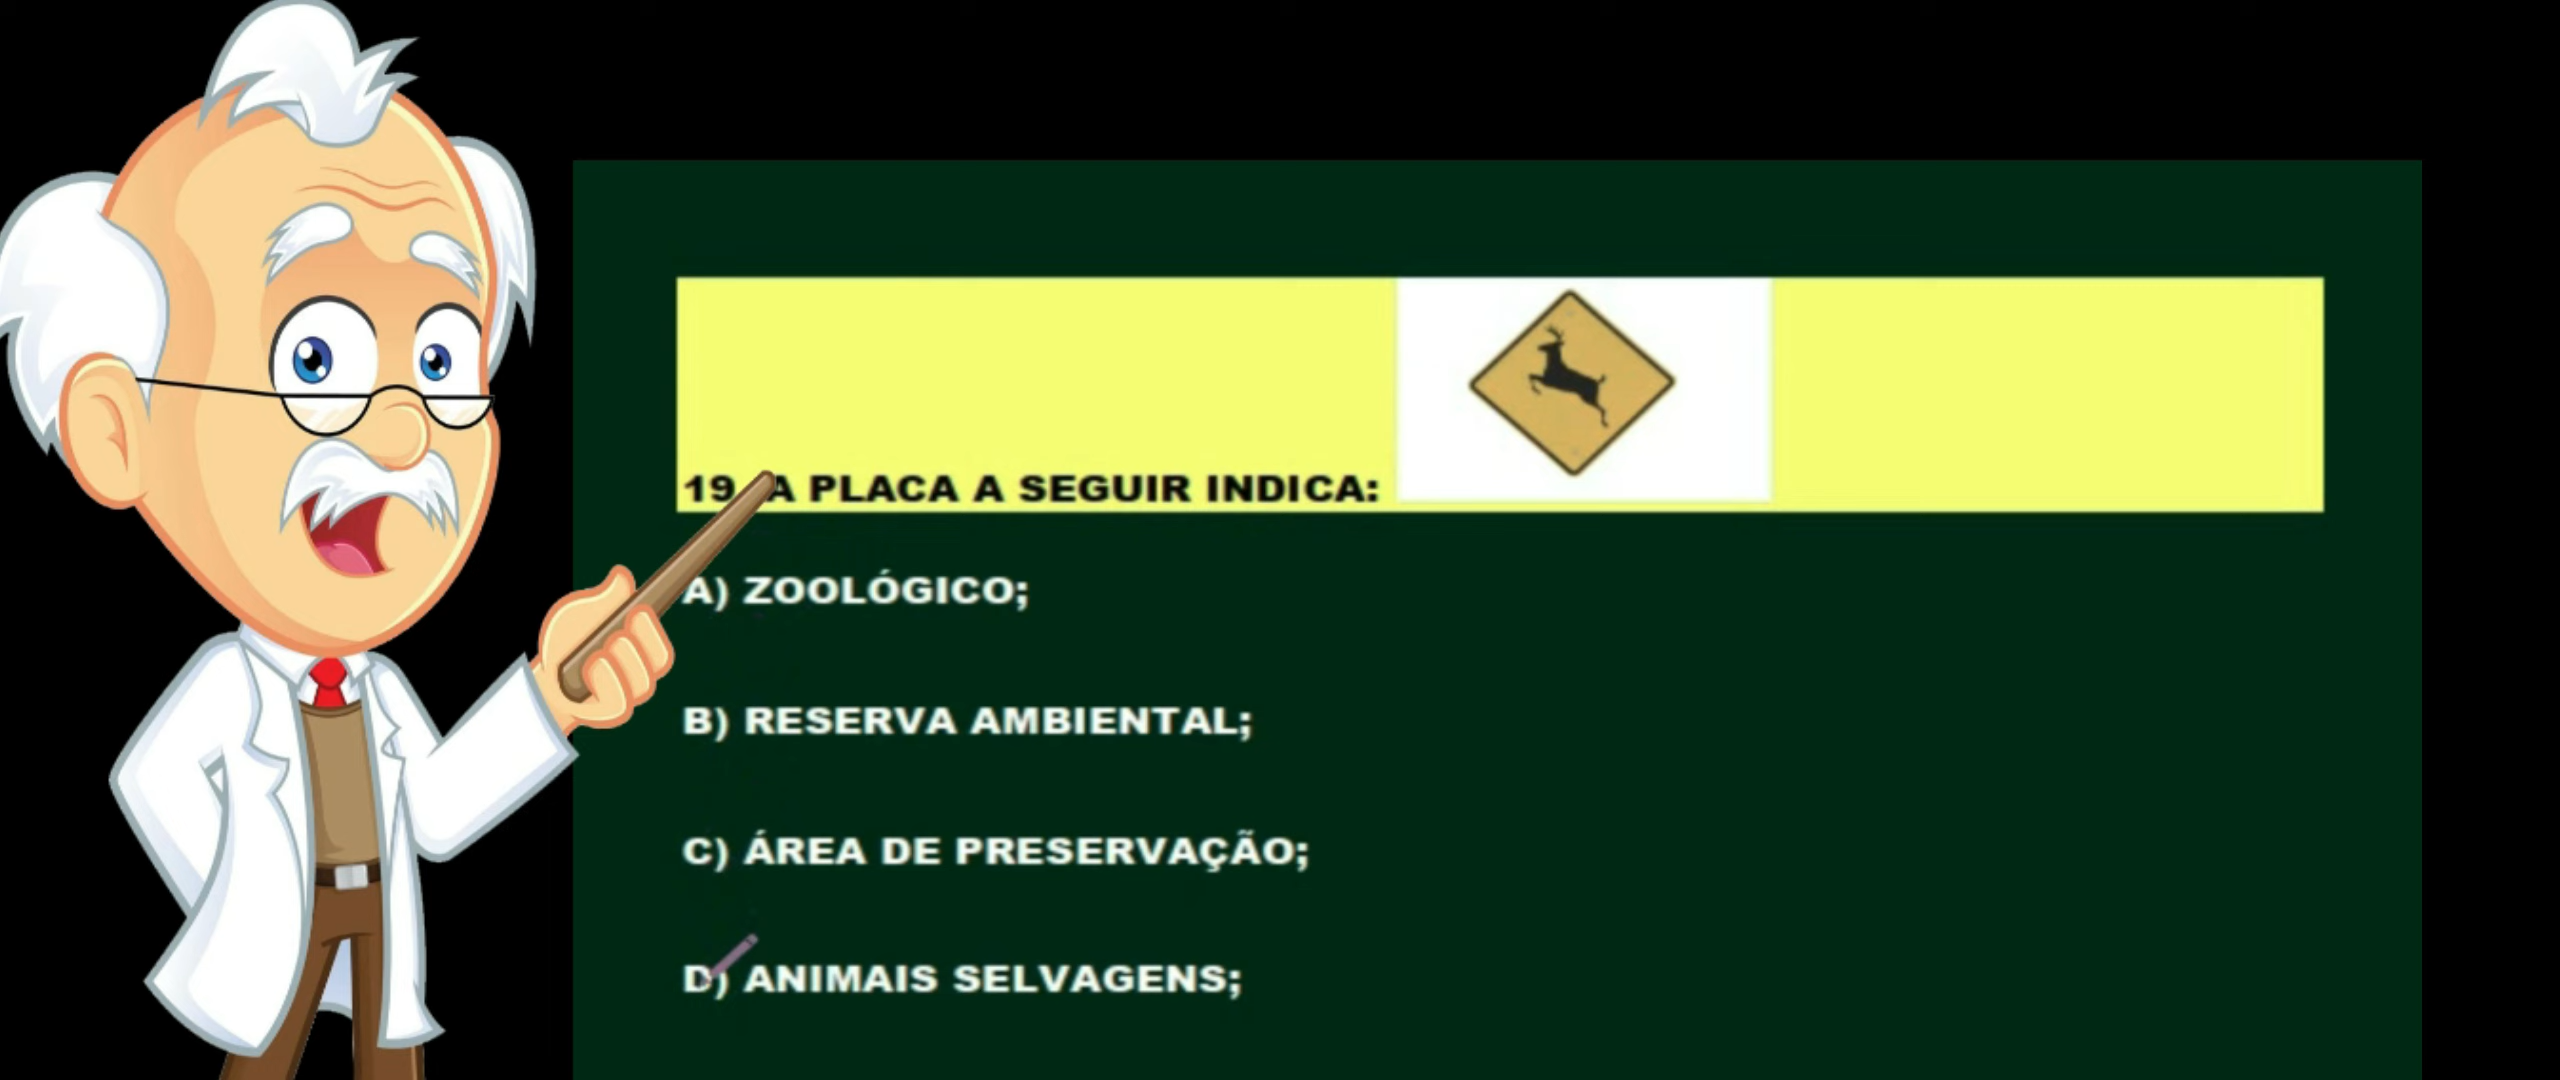 19. A PLACA A SEGUIR INDICA:
A) ZOOLÓGICO;
B) RESERVA AMBIENTAL;
C) ÁREA DE PRESERVAÇÃO;
D) ANIMAIS SELVAGENS;